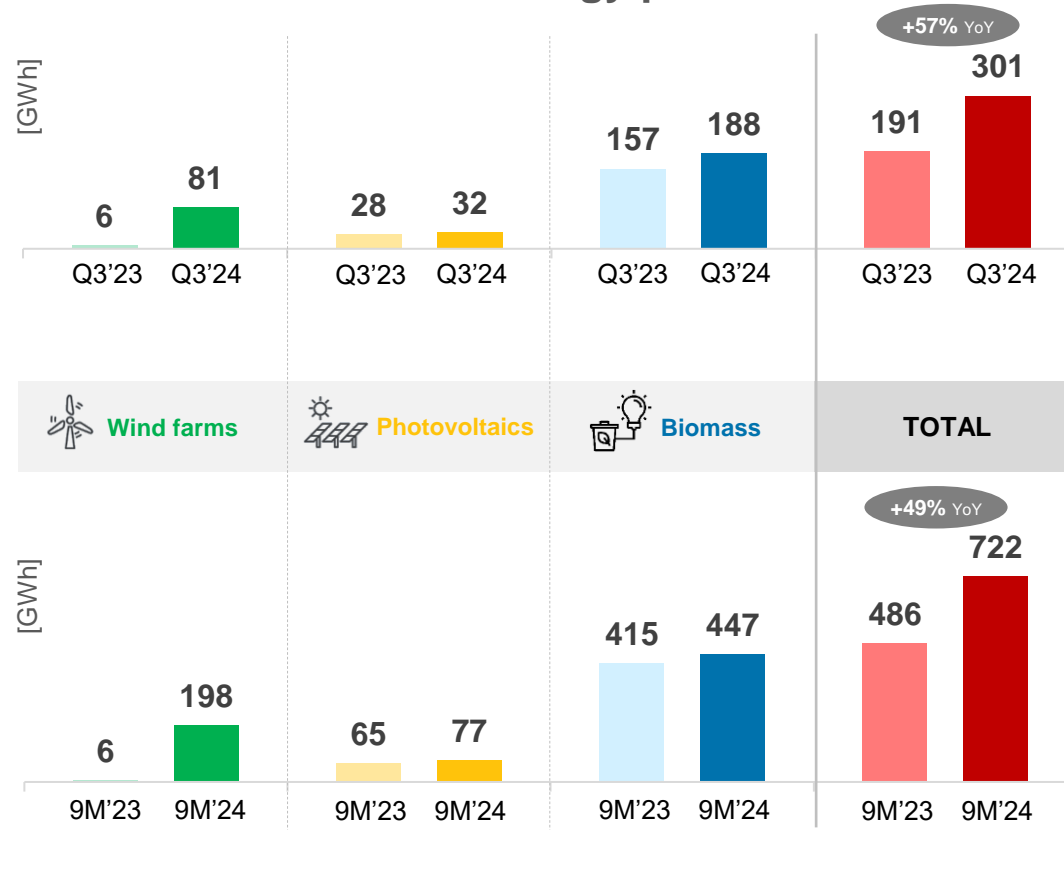 +57% YoY
[GWh]
6
81
28
32
157
188
191
301
Q3’23
Q3’24
Q3’23
Q3’24
Q3’23
Q3’24
Q3’23
Q3’24
Wind farms
Photovoltaics
Biomass
TOTAL
+49% YoY
[GWh]
6
198
65
77
415
447
486
722
9M’23
9M’24
9M’23
9M’24
9M’23
9M’24
9M’23
9M’24